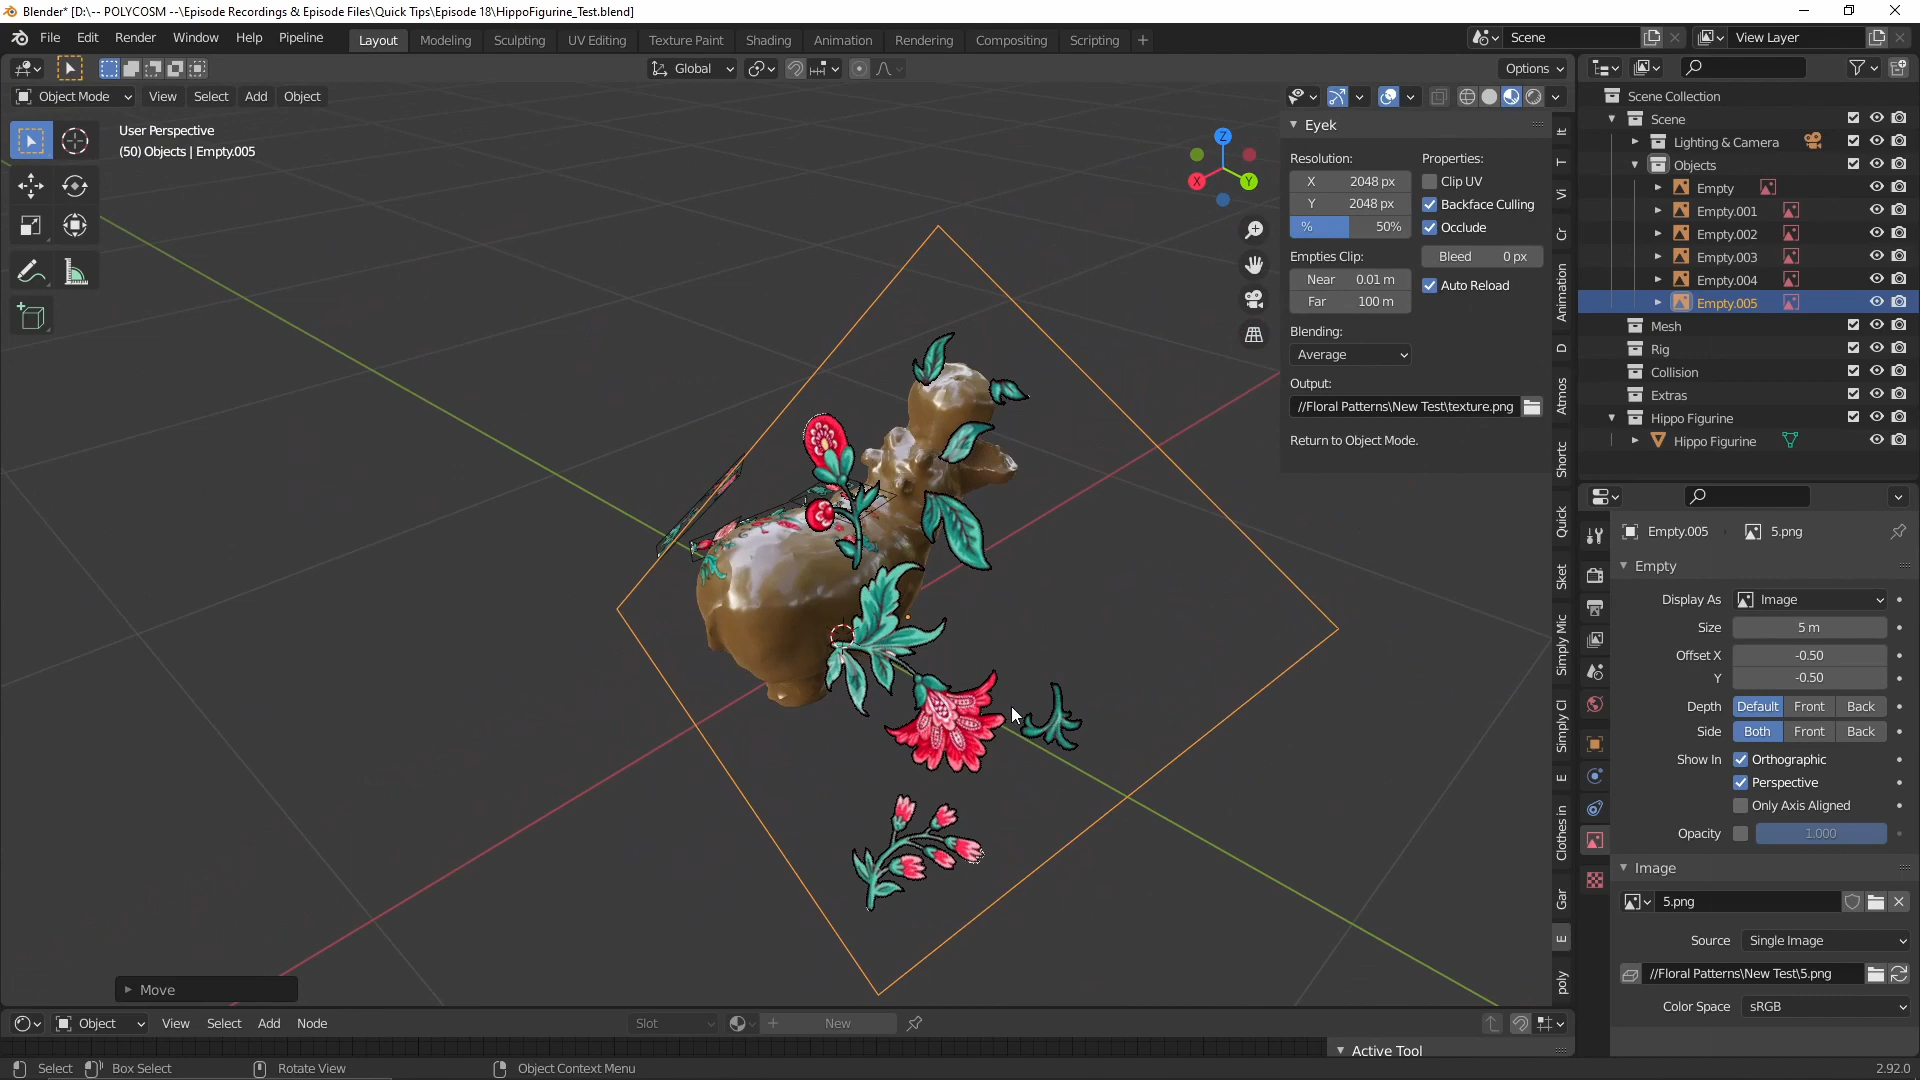 Blender* [D:\-- POLYCOSM --\Episode Recordings & Episode Files\Quick Tips\Episode 18\HippoFigurine_Test.blend]
File Edit Render Window Help Pipeline Layout Modeling Sculpting UV Editing Texture Paint Shading Animation Rendering Compositing Scripting + Scene View Layer
Global Options
Object Mode View Select Add Object
User Perspective
(50) Objects | Empty.005
Z
X
Y
Eyek
Resolution: Properties:
X 2048 px Clip UV
Y 2048 px Backface Culling
% 50% Occlude
Empties Clip: Bleed 0 px
Near 0.01 m Auto Reload
Far 100 m
Blending:
Average
Output:
//Floral Patterns\New Test\texture.png
Return to Object Mode.
It
T
Vi
Cr
Animation
D
Atmos
Shortc
Quick
Sket
Simply Mic
Simply Cl
E
Clothes in
Gar
E
poly
Scene Collection
Scene
Lighting & Camera
Objects
Empty
Empty.001
Empty.002
Empty.003
Empty.004
Empty.005
Mesh
Rig
Collision
Extras
Hippo Figurine
Hippo Figurine
Empty.005 5.png
Empty
Display As Image
Size 5 m
Offset X -0.50
Y -0.50
Depth Default Front Back
Side Both Front Back
Show In Orthographic
Perspective
Only Axis Aligned
Opacity 1.000
Image
5.png
Source Single Image
//Floral Patterns\New Test\5.png
Color Space sRGB
Move
Object View Select Add Node Slot New
Active Tool
Select Box Select Rotate View Object Context Menu 2.92.0